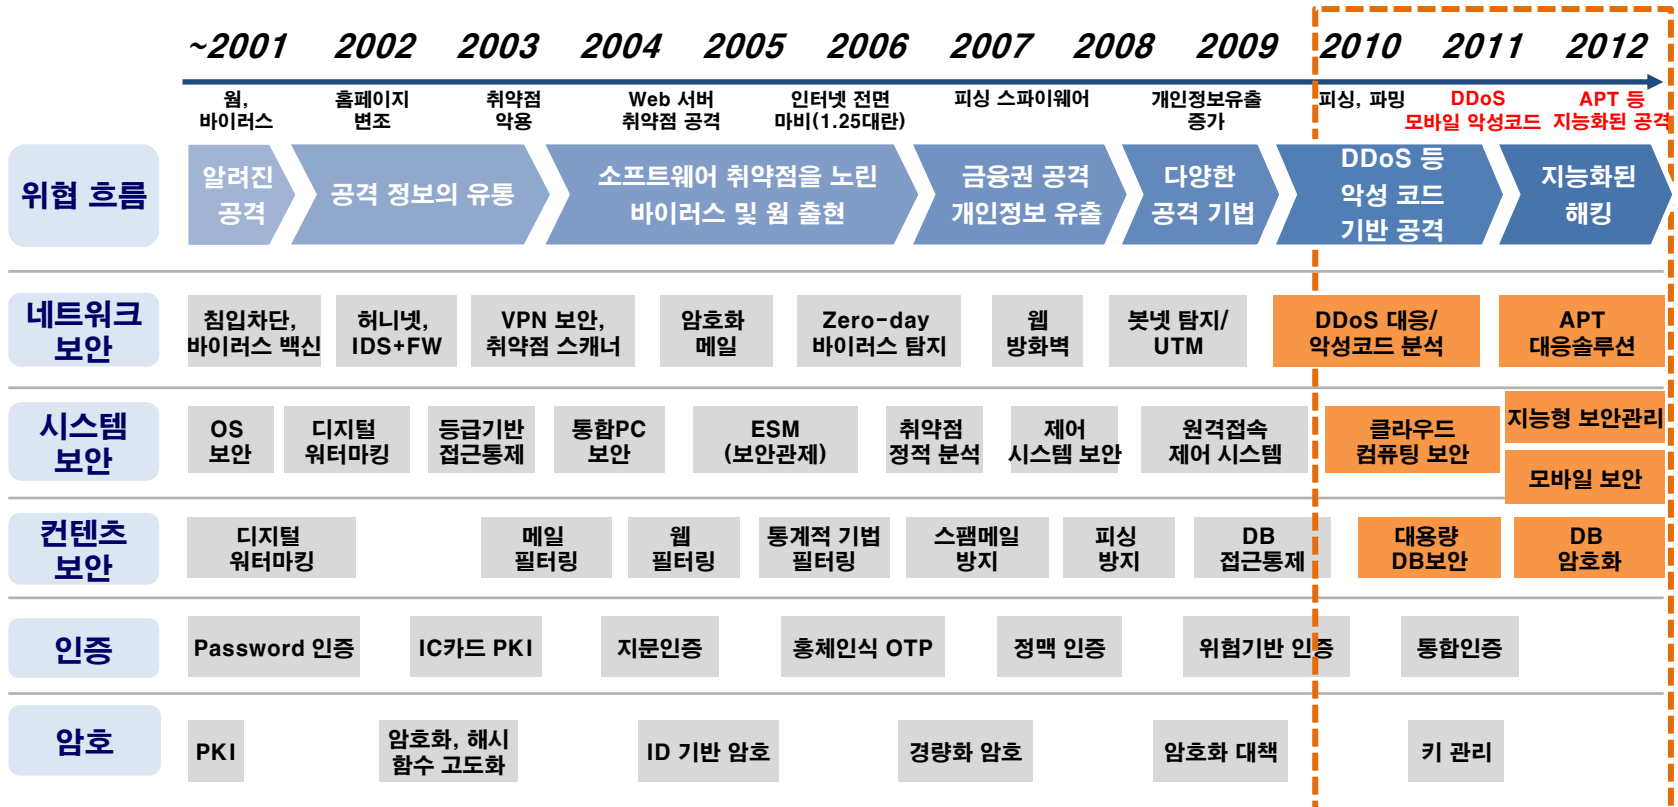 ~2001 2002 2003 2004 2005 2006 2007 2008 2009 2010 2011 2012
웜,
바이러스
홈페이지
변조
취약점
악용
Web 서버
취약점 공격
인터넷 전면
마비(1.25대란)
피싱 스파이웨어
개인정보유출
증가
피싱, 파밍
DDoS
모바일 악성코드
APT 등
지능화된 공격
위협 흐름
알려진
공격
공격 정보의 유통
소프트웨어 취약점을 노린
바이러스 및 웜 출현
금융권 공격
개인정보 유출
다양한
공격 기법
DDoS 등
악성 코드
기반 공격
지능화된
해킹
네트워크
보안
침입차단,
바이러스 백신
허니넷,
IDS+FW
VPN 보안,
취약점 스캐너
암호화
메일
Zero-day
바이러스 탐지
웹
방화벽
봇넷 탐지/
UTM
DDoS 대응/
악성코드 분석
APT
대응솔루션
시스템
보안
OS
보안
디지털
워터마킹
등급기반
접근통제
통합PC
보안
ESM
(보안관제)
취약점
정적 분석
제어
시스템 보안
원격접속
제어 시스템
클라우드
컴퓨팅 보안
지능형 보안관리
모바일 보안
컨텐츠
보안
디지털
워터마킹
메일
필터링
웹
필터링
통계적 기법
필터링
스팸메일
방지
피싱
방지
DB
접근통제
대용량
DB보안
DB
암호화
인증
Password 인증
IC카드 PKI
지문인증
홍체인식 OTP
정맥 인증
위험기반 인증
통합인증
암호
PKI
암호화, 해시
함수 고도화
ID 기반 암호
경량화 암호
암호화 대책
키 관리